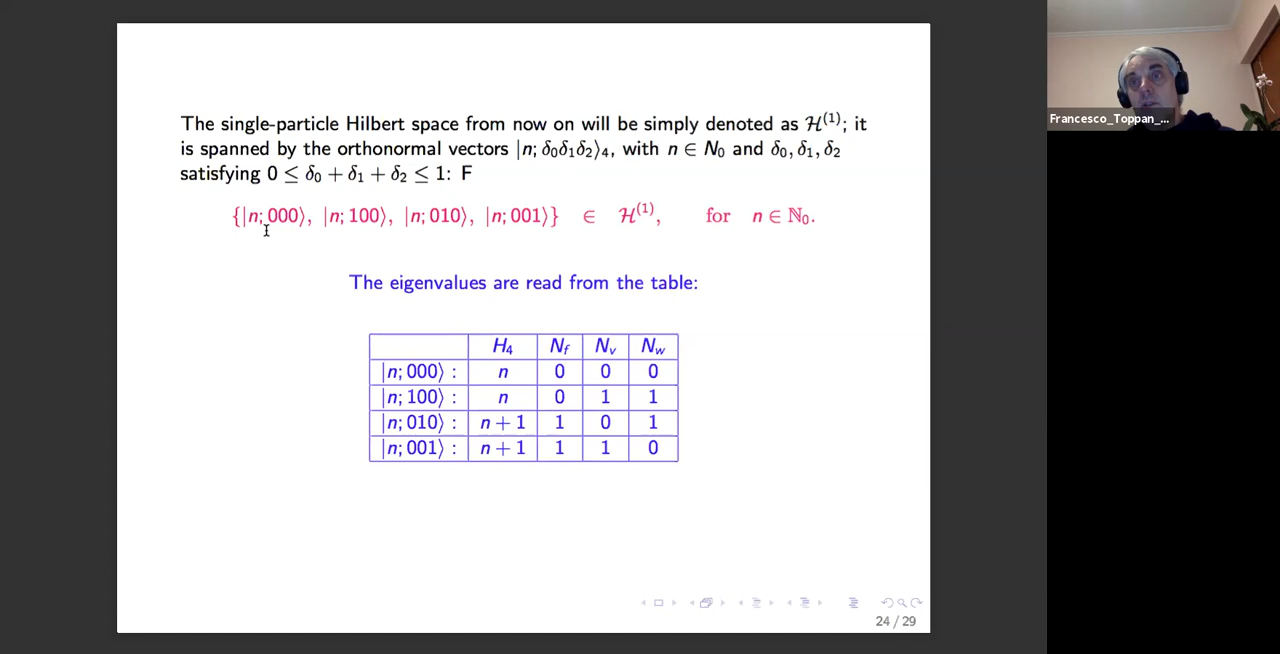 The single-particle Hilbert space from now on will be simply denoted as ℋ⁽¹⁾; it
is spanned by the orthonormal vectors |n; δ₀δ₁δ₂⟩₄, with n ∈ N₀ and δ₀, δ₁, δ₂
satisfying 0 ≤ δ₀ + δ₁ + δ₂ ≤ 1: F
{|n; 000⟩, |n; 100⟩, |n; 010⟩, |n; 001⟩} ∈ ℋ⁽¹⁾, for n ∈ ℕ₀.
The eigenvalues are read from the table:
H₄ N_f N_v N_w
|n; 000⟩ : n 0 0 0
|n; 100⟩ : n 0 1 1
|n; 010⟩ : n + 1 1 0 1
|n; 001⟩ : n + 1 1 1 0
24 / 29
Francesco_Toppan_...